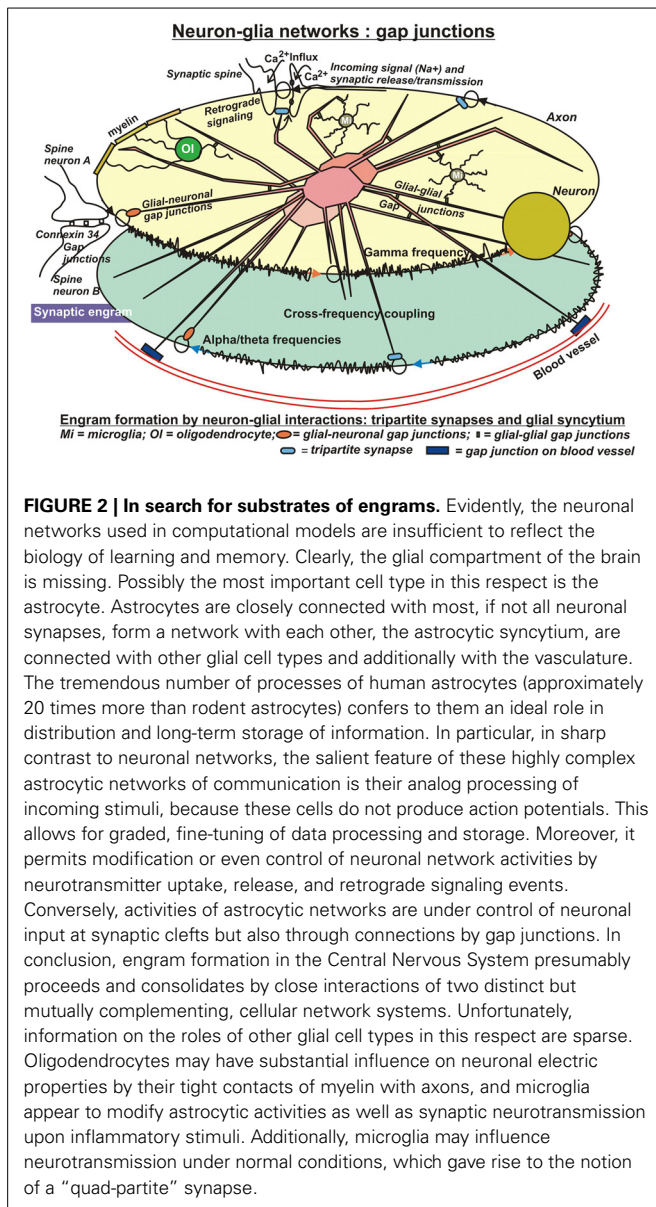 Neuron-glia networks : gap junctions
Ca2+Influx
Synaptic spine
Ca2+
Incoming signal (Na+) and
synaptic release/transmission
Retrograde
signaling
Mi
Axon
myelin
Ol
Spine
neuron A
Mi
Glial-neuronal
gap junctions
Glial-glial
Gap junctions
Neuron
Connexin 34
Gap
junctions
Spine
neuron B
Gamma frequency
Synaptic engram
Cross-frequency coupling
Alpha/theta frequencies
Blood vessel
Engram formation by neuron-glial interactions: tripartite synapses and glial syncytium
Mi = microglia; Ol = oligodendrocyte; = glial-neuronal gap junctions; = glial-glial gap junctions
= tripartite synapse = gap junction on blood vessel
FIGURE 2 | In search for substrates of engrams. Evidently, the neuronal
networks used in computational models are insufficient to reflect the
biology of learning and memory. Clearly, the glial compartment of the brain
is missing. Possibly the most important cell type in this respect is the
astrocyte. Astrocytes are closely connected with most, if not all neuronal
synapses, form a network with each other, the astrocytic syncytium, are
connected with other glial cell types and additionally with the vasculature.
The tremendous number of processes of human astrocytes (approximately
20 times more than rodent astrocytes) confers to them an ideal role in
distribution and long-term storage of information. In particular, in sharp
contrast to neuronal networks, the salient feature of these highly complex
astrocytic networks of communication is their analog processing of
incoming stimuli, because these cells do not produce action potentials. This
allows for graded, fine-tuning of data processing and storage. Moreover, it
permits modification or even control of neuronal network activities by
neurotransmitter uptake, release, and retrograde signaling events.
Conversely, activities of astrocytic networks are under control of neuronal
input at synaptic clefts but also through connections by gap junctions. In
conclusion, engram formation in the Central Nervous System presumably
proceeds and consolidates by close interactions of two distinct but
mutually complementing, cellular network systems. Unfortunately,
information on the roles of other glial cell types in this respect are sparse.
Oligodendrocytes may have substantial influence on neuronal electric
properties by their tight contacts of myelin with axons, and microglia
appear to modify astrocytic activities as well as synaptic neurotransmission
upon inflammatory stimuli. Additionally, microglia may influence
neurotransmission under normal conditions, which gave rise to the notion
of a “quad-partite” synapse.